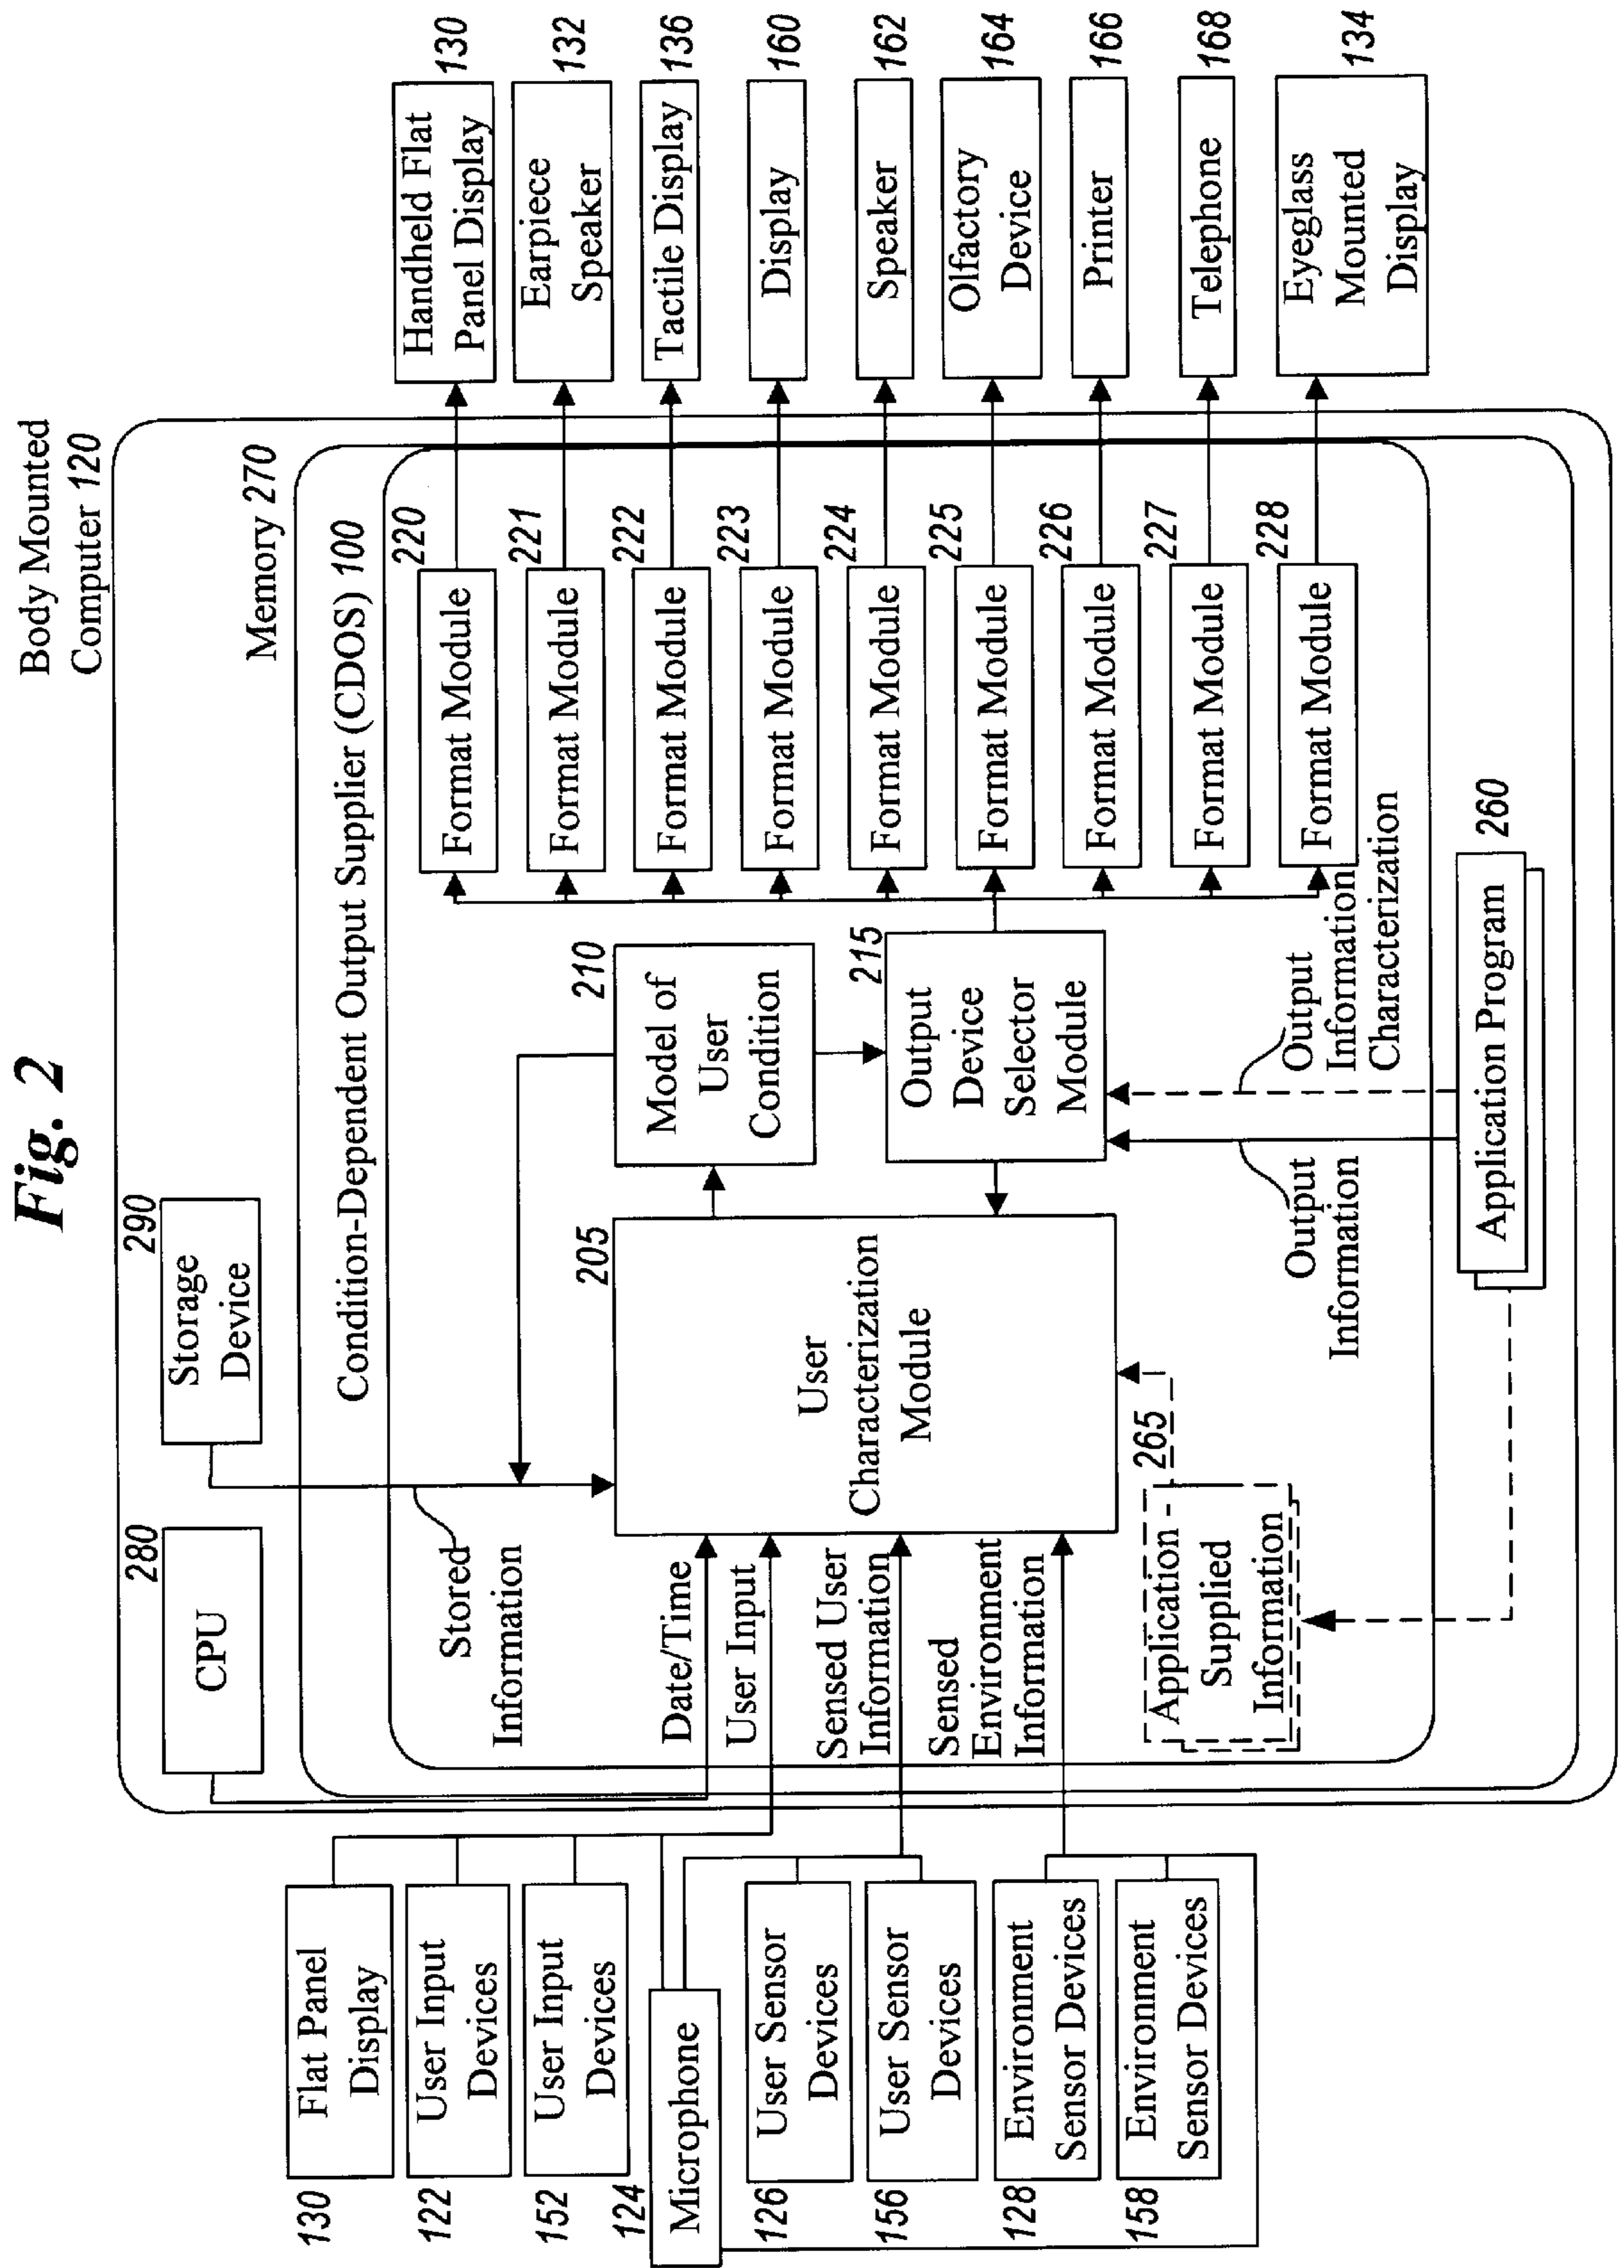 Fig. 2
Body Mounted
Computer 120
280
CPU
290
Storage
Device
Memory 270
Condition-Dependent Output Supplier (CDOS) 100
130
Flat Panel
Display
122
User Input
Devices
152
User Input
Devices
124
Microphone
126
User Sensor
Devices
156
User Sensor
Devices
128
Environment
Sensor Devices
158
Environment
Sensor Devices
Stored
Information
Date/Time
User Input
Sensed User
Information
Sensed
Environment
Information
Application -
Supplied
Information
265
205
User
Characterization
Module
210
Model of
User
Condition
215
Output
Device
Selector
Module
Output
Information
Output
Information
Characterization
Application Program
260
220
Format Module
221
Format Module
222
Format Module
223
Format Module
224
Format Module
225
Format Module
226
Format Module
227
Format Module
228
Format Module
Handheld Flat
Panel Display
130
Earpiece
Speaker
132
Tactile Display
136
Display
160
Speaker
162
Olfactory
Device
164
Printer
166
Telephone
168
Eyeglass
Mounted
Display
134